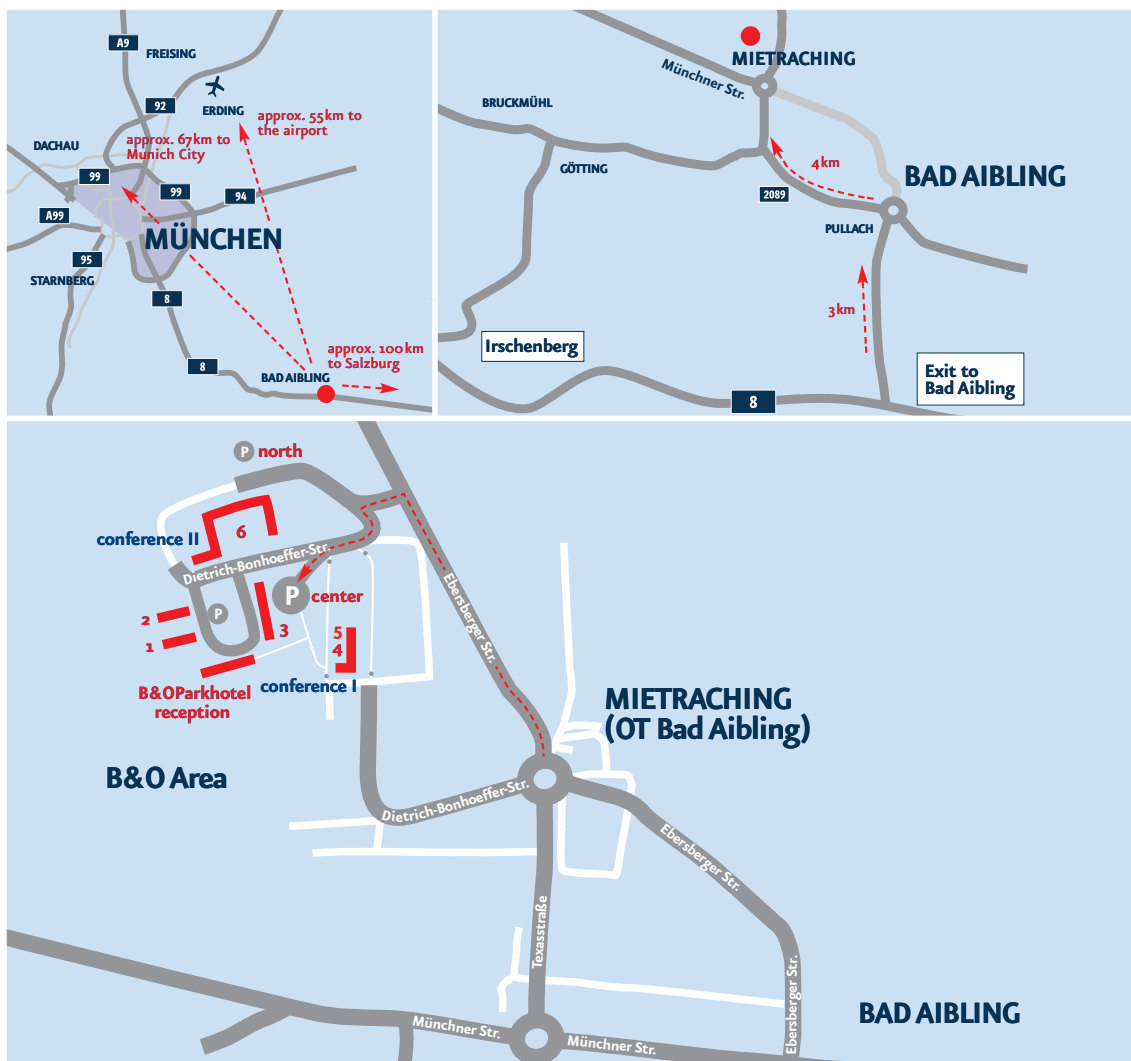 A9
FREISING
92
ERDING
approx. 55km to
the airport
approx. 67km to
Munich City
DACHAU
99
99
94
A99
MÜNCHEN
95
STARNBERG
8
8
approx. 100km
to Salzburg
BAD AIBLING
MIETRACHING
Münchner Str.
BRUCKMÜHL
GÖTTING
4km
BAD AIBLING
2089
PULLACH
3km
Irschenberg
Exit to
Bad Aibling
8
P north
conference II
6
Dietrich-Bonhoeffer-Str.
P center
P
2
1
3
5
4
B&OParkhotel
reception
conference I
Ebersberger Str.
MIETRACHING
(OT Bad Aibling)
B&O Area
Dietrich-Bonhoeffer-Str.
Ebersberger Str.
Texasstraße
Ebersberger Str.
BAD AIBLING
Münchner Str.
Münchner Str.